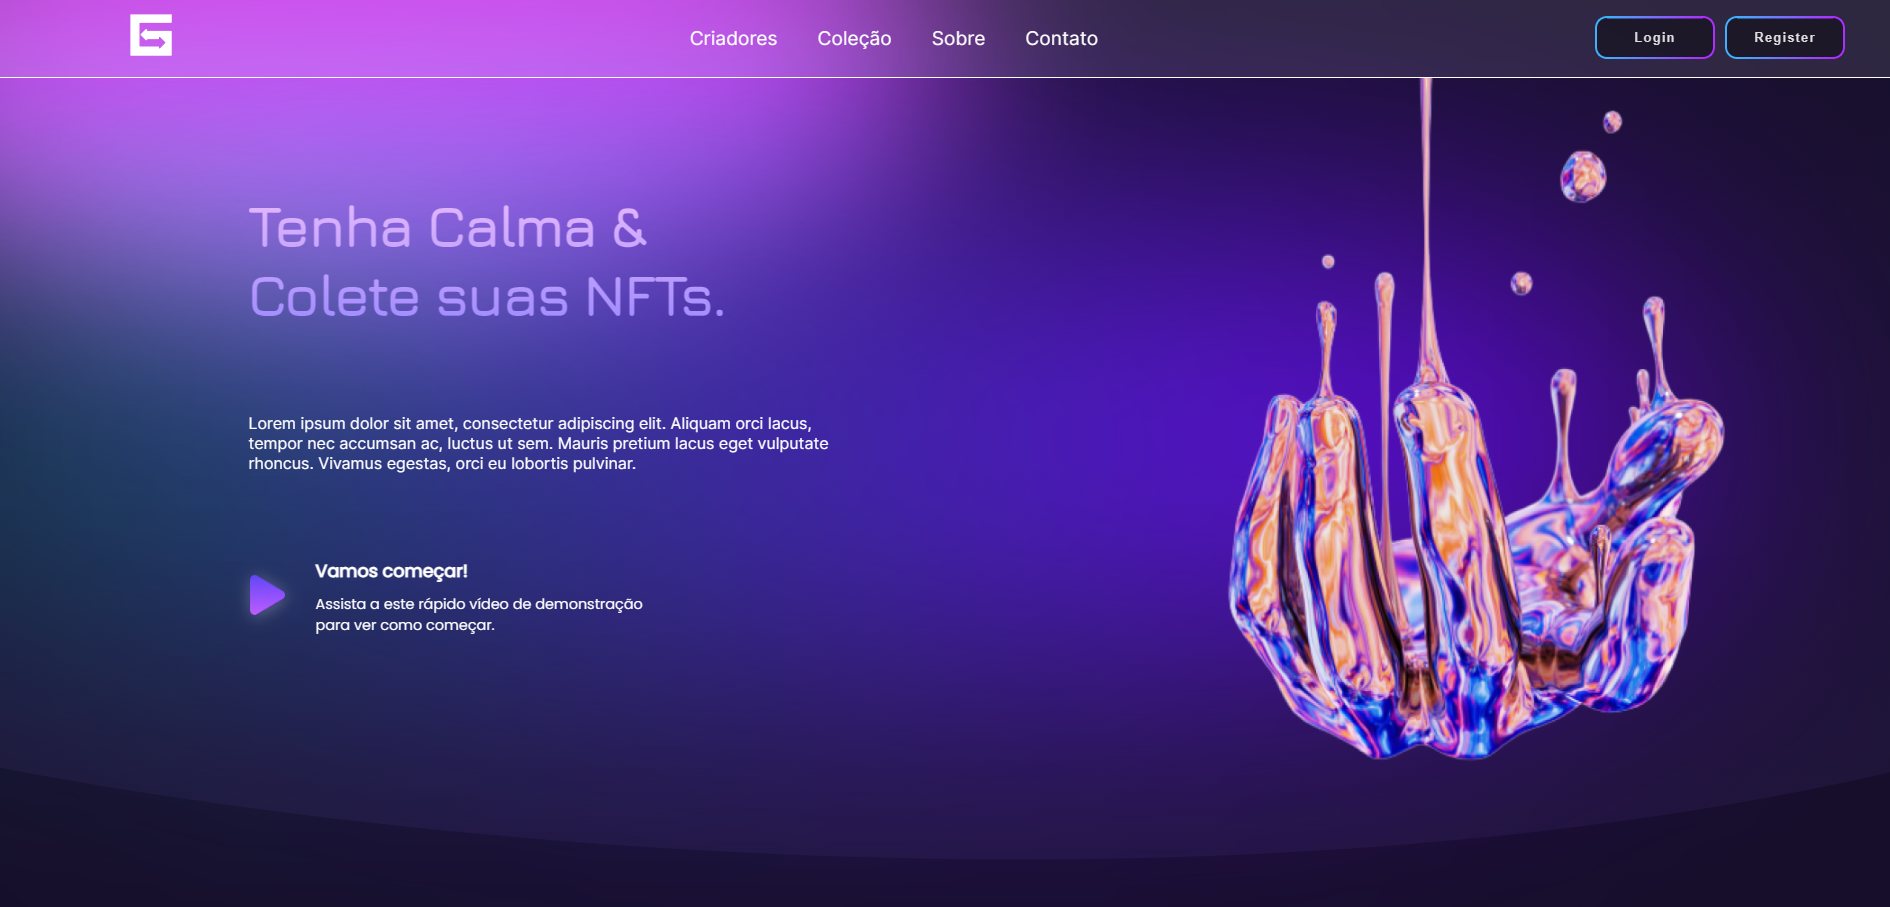 Criadores Coleção Sobre Contato Login Register
Tenha Calma &
Colete suas NFTs.
Lorem ipsum dolor sit amet, consectetur adipiscing elit. Aliquam orci lacus,
tempor nec accumsan ac, luctus ut sem. Mauris pretium lacus eget vulputate
rhoncus. Vivamus egestas, orci eu lobortis pulvinar.
Vamos começar!
Assista a este rápido vídeo de demonstração
para ver como começar.